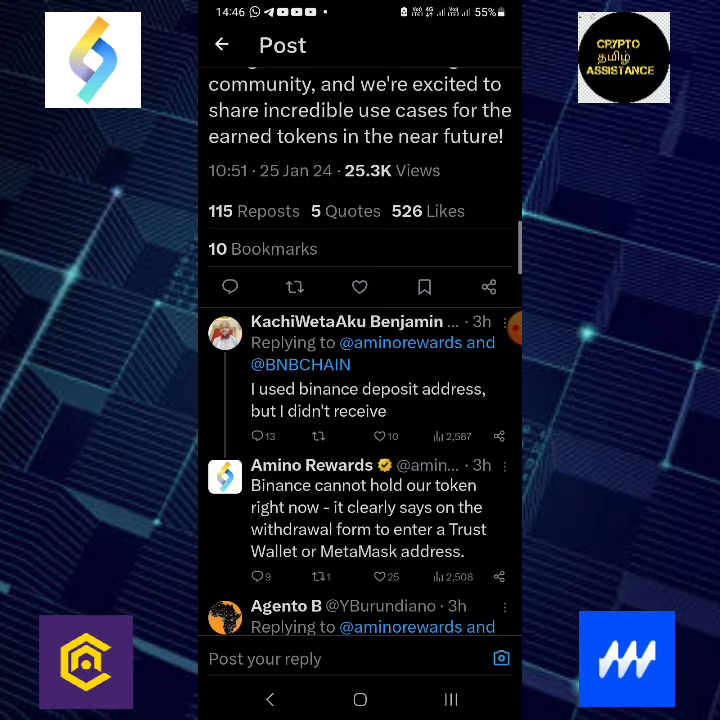 14:46
55%
Post
CRYPTO
தமிழ்
ASSISTANCE
community, and we're excited to
share incredible use cases for the
earned tokens in the near future!
10:51 · 25 Jan 24 · 25.3K Views
115 Reposts 5 Quotes 526 Likes
10 Bookmarks
KachiWetaAku Benjamin ... · 3h
Replying to @aminorewards and
@BNBCHAIN
I used binance deposit address,
but I didn't receive
13 10 2,587
Amino Rewards @amin... · 3h
Binance cannot hold our token
right now - it clearly says on the
withdrawal form to enter a Trust
Wallet or MetaMask address.
9 1 25 2,508
Agento B @YBurundiano · 3h
Replying to @aminorewards and
Post your reply